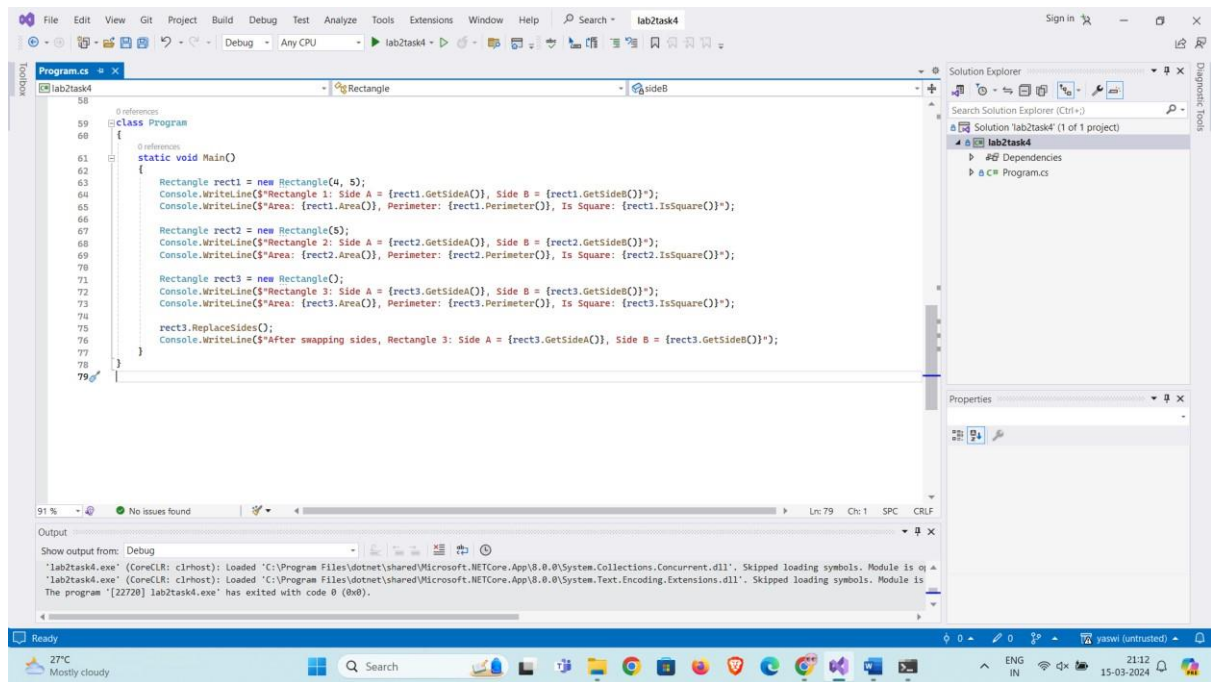 File Edit View Git Project Build Debug Test Analyze Tools Extensions Window Help Search lab2task4 Sign in
Debug Any CPU lab2task4
Toolbox
Program.cs
lab2task4 Rectangle sideB
58
0 references
59 class Program
60 {
0 references
61 static void Main()
62 {
63 Rectangle rect1 = new Rectangle(4, 5);
64 Console.WriteLine($"Rectangle 1: Side A = {rect1.GetSideA()}, Side B = {rect1.GetSideB()}");
65 Console.WriteLine($"Area: {rect1.Area()}, Perimeter: {rect1.Perimeter()}, Is Square: {rect1.IsSquare()}");
66
67 Rectangle rect2 = new Rectangle(5);
68 Console.WriteLine($"Rectangle 2: Side A = {rect2.GetSideA()}, Side B = {rect2.GetSideB()}");
69 Console.WriteLine($"Area: {rect2.Area()}, Perimeter: {rect2.Perimeter()}, Is Square: {rect2.IsSquare()}");
70
71 Rectangle rect3 = new Rectangle();
72 Console.WriteLine($"Rectangle 3: Side A = {rect3.GetSideA()}, Side B = {rect3.GetSideB()}");
73 Console.WriteLine($"Area: {rect3.Area()}, Perimeter: {rect3.Perimeter()}, Is Square: {rect3.IsSquare()}");
74
75 rect3.ReplaceSides();
76 Console.WriteLine($"After swapping sides, Rectangle 3: Side A = {rect3.GetSideA()}, Side B = {rect3.GetSideB()}");
77 }
78 }
79
91 % No issues found Ln: 79 Ch: 1 SPC CRLF
Output
Show output from: Debug
'lab2task4.exe' (CoreCLR: clrhost): Loaded 'C:\Program Files\dotnet\shared\Microsoft.NETCore.App\8.0.0\System.Collections.Concurrent.dll'. Skipped loading symbols. Module is op
'lab2task4.exe' (CoreCLR: clrhost): Loaded 'C:\Program Files\dotnet\shared\Microsoft.NETCore.App\8.0.0\System.Text.Encoding.Extensions.dll'. Skipped loading symbols. Module is
The program '[22720] lab2task4.exe' has exited with code 0 (0x0).
Solution Explorer
Search Solution Explorer (Ctrl+;)
Solution 'lab2task4' (1 of 1 project)
lab2task4
Dependencies
C# Program.cs
Properties
Diagnostic Tools
Ready 0 0 yaswi (untrusted)
27°C
Mostly cloudy
Search
ENG
IN
21:12
15-03-2024